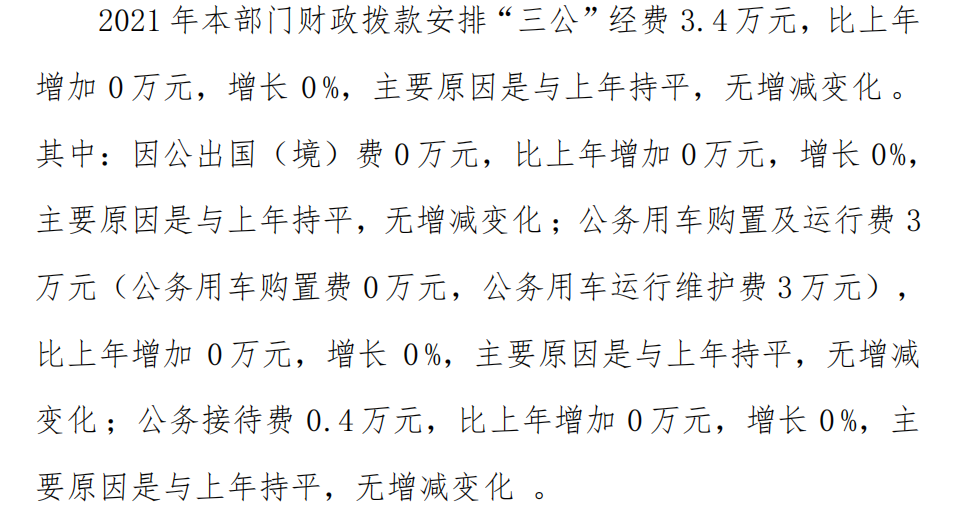 2021年本部门财政拨款安排“三公”经费3.4万元，比上年
增加0万元，增长0%，主要原因是与上年持平，无增减变化。
其中：因公出国（境）费0万元，比上年增加0万元，增长0%，
主要原因是与上年持平，无增减变化；公务用车购置及运行费3
万元（公务用车购置费0万元，公务用车运行维护费3万元），
比上年增加0万元，增长0%，主要原因是与上年持平，无增减
变化；公务接待费0.4万元，比上年增加0万元，增长0%，主
要原因是与上年持平，无增减变化 。